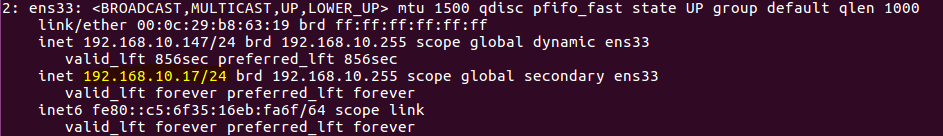 2: ens33: <BROADCAST,MULTICAST,UP,LOWER_UP> mtu 1500 qdisc pfifo_fast state UP group default qlen 1000
link/ether 00:0c:29:b8:63:19 brd ff:ff:ff:ff:ff:ff
inet 192.168.10.147/24 brd 192.168.10.255 scope global dynamic ens33
valid_lft 856sec preferred_lft 856sec
inet 192.168.10.17/24 brd 192.168.10.255 scope global secondary ens33
valid_lft forever preferred_lft forever
inet6 fe80::c5:6f35:16eb:fa6f/64 scope link
valid_lft forever preferred_lft forever